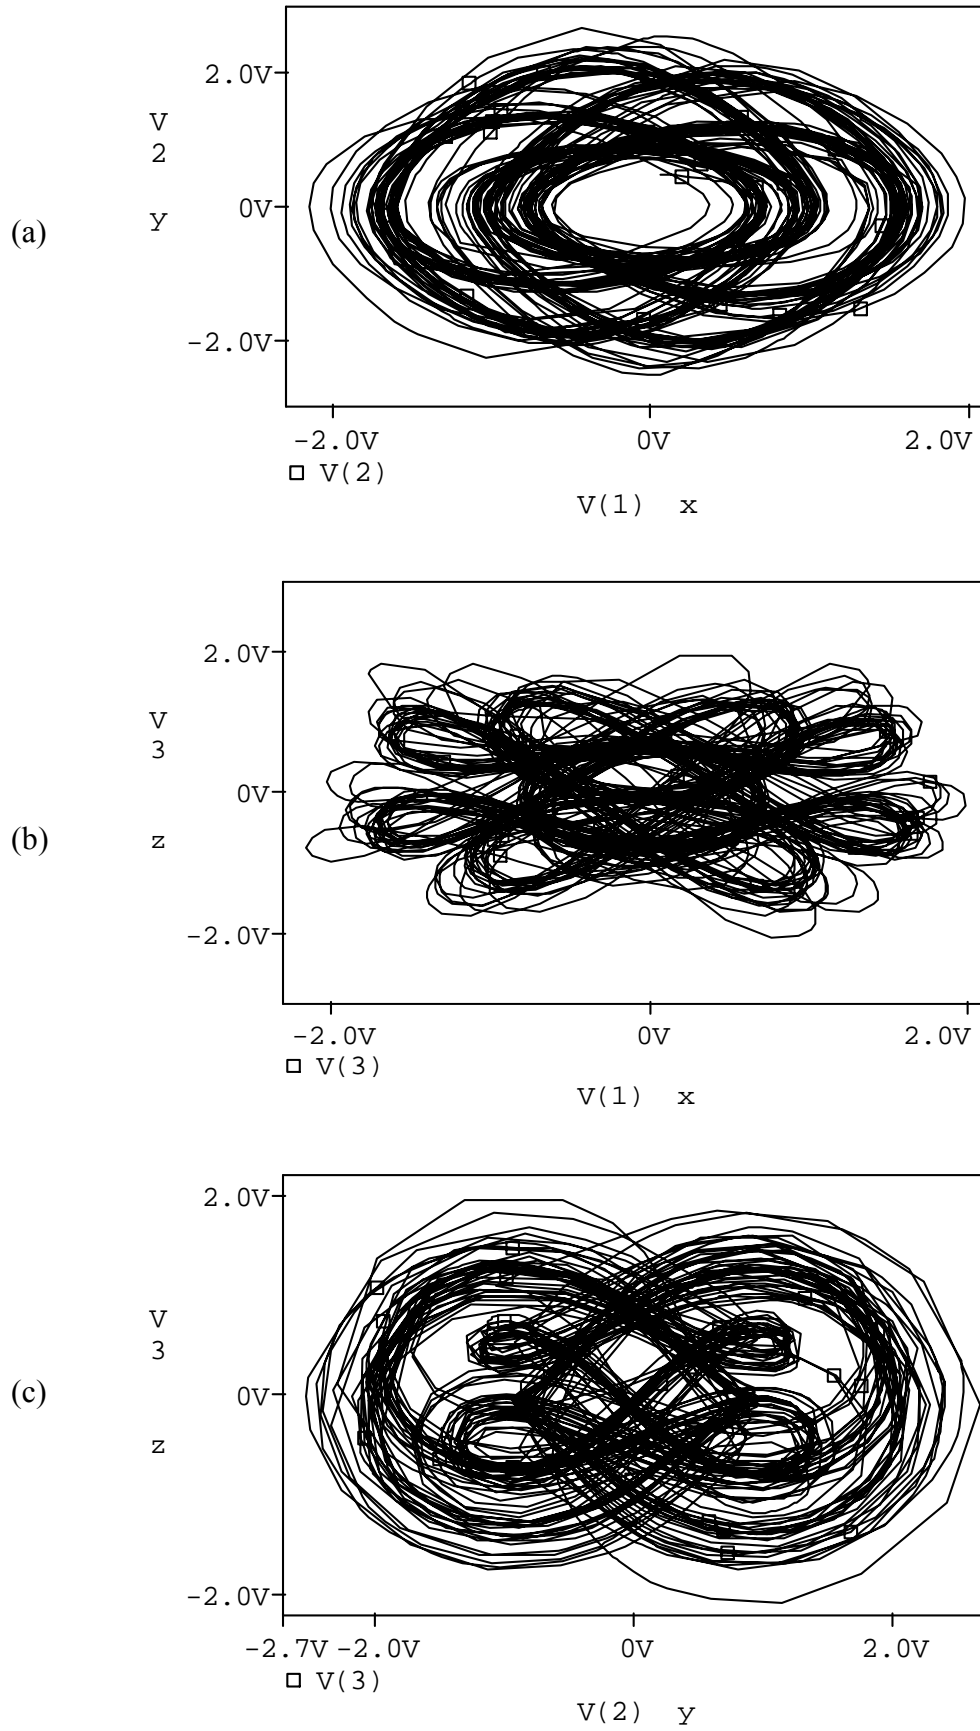 2.0V
V
2
0V
y
(a)
-2.0V
-2.0V 0V 2.0V
V(2)
V(1) x
2.0V
V
3
0V
z
(b)
-2.0V
-2.0V 0V 2.0V
V(3)
V(1) x
2.0V
V
3
0V
(c)
z
-2.0V
-2.7V -2.0V 0V 2.0V
V(3)
V(2) y